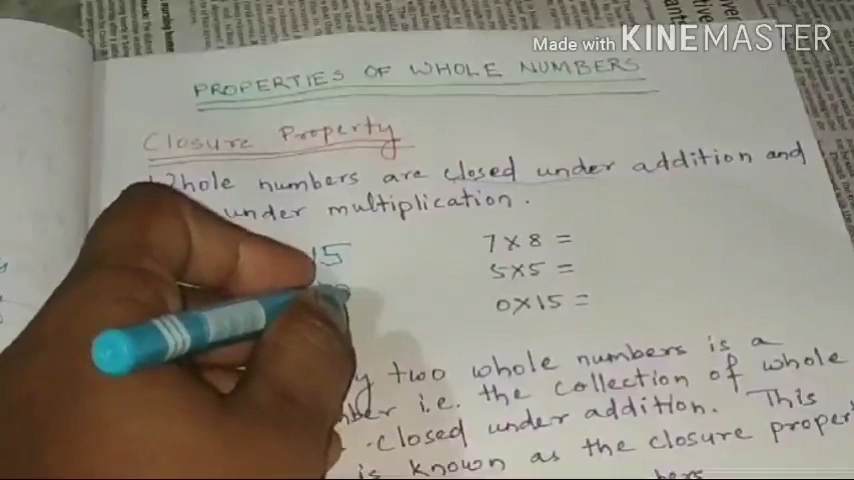 Made with KINEMASTER
PROPERTIES OF WHOLE NUMBERS
Closure Property
Whole numbers are closed under addition and
under multiplication.
15
7 × 8 =
5 × 5 =
0 × 15 =
two whole numbers is a
i.e. the collection of whole
closed under addition. This
is known as the closure